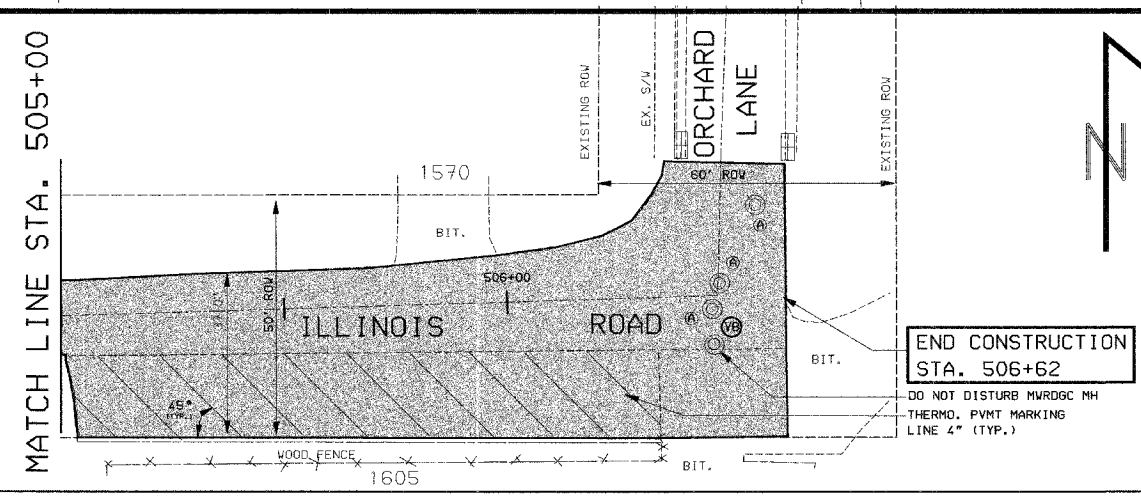 MATCH LINE STA. 505+00
EXISTING ROW
EX. S/W
ORCHARD
LANE
EXISTING ROW
N
1570
60' ROW
BIT.
A
506+00
A
50' ROW
ILLINOIS ROAD
A
VB
BIT.
END CONSTRUCTION
STA. 506+62
DO NOT DISTURB MWRDGC MH
THERMO. PVMT MARKING
LINE 4" (TYP.)
45°
(TYP.)
WOOD FENCE
BIT.
1605